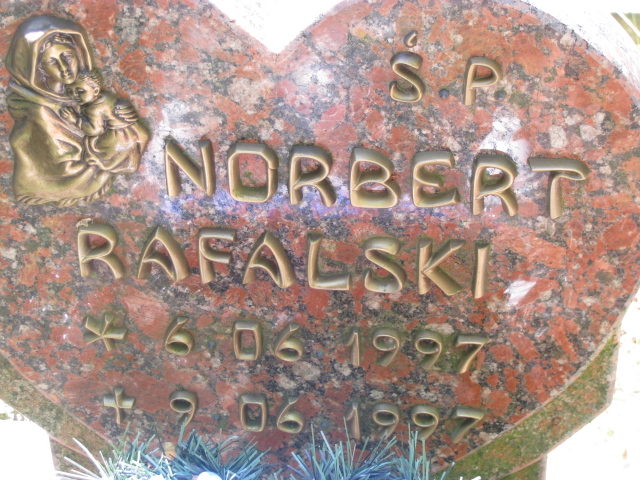 Ś P
NORBERT
RAFALSKI
* 6 06 1997
+ 9 06 1997